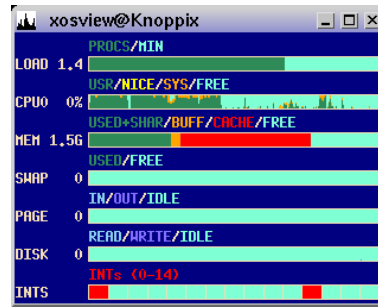 xosview@Knoppix
PROCS/MIN
LOAD 1.4
USR/NICE/SYS/FREE
CPU0 0%
USED+SHAR/BUFF/CACHE/FREE
MEM 1.5G
USED/FREE
SWAP 0
IN/OUT/IDLE
PAGE 0
READ/WRITE/IDLE
DISK 0
INTs (0-14)
INTS